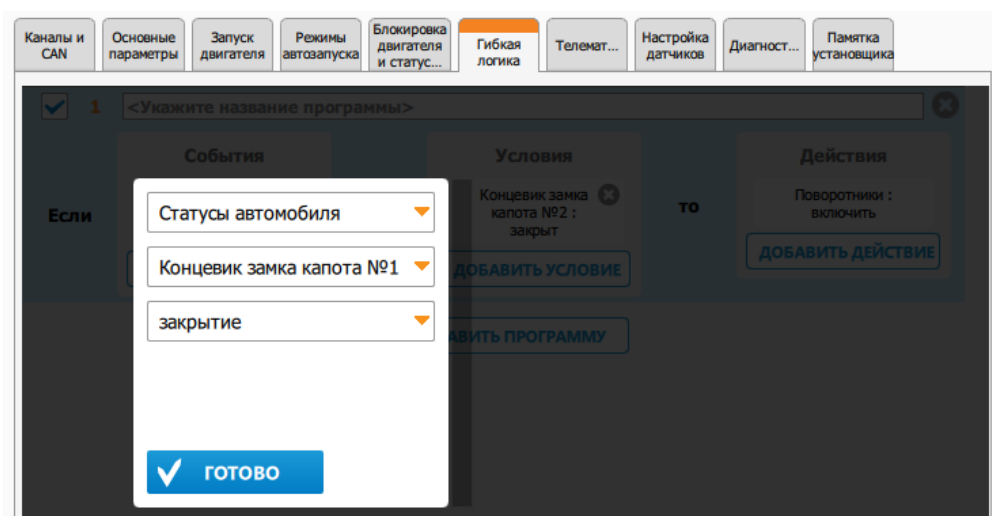 Каналы и
CAN
Основные
параметры
Запуск
двигателя
Режимы
автозапуска
Блокировка
двигателя
и статус...
Гибкая
логика
Телемат...
Настройка
датчиков
Диагност...
Памятка
установщика
1 <Укажите название программы>
События
Условия
Действия
Если
Статусы автомобиля
Концевик замка капота №1
закрытие
ГОТОВО
Концевик замка
капота №2 :
закрыт
ДОБАВИТЬ УСЛОВИЕ
то
Поворотники :
включить
ДОБАВИТЬ ДЕЙСТВИЕ
АВИТЬ ПРОГРАММУ